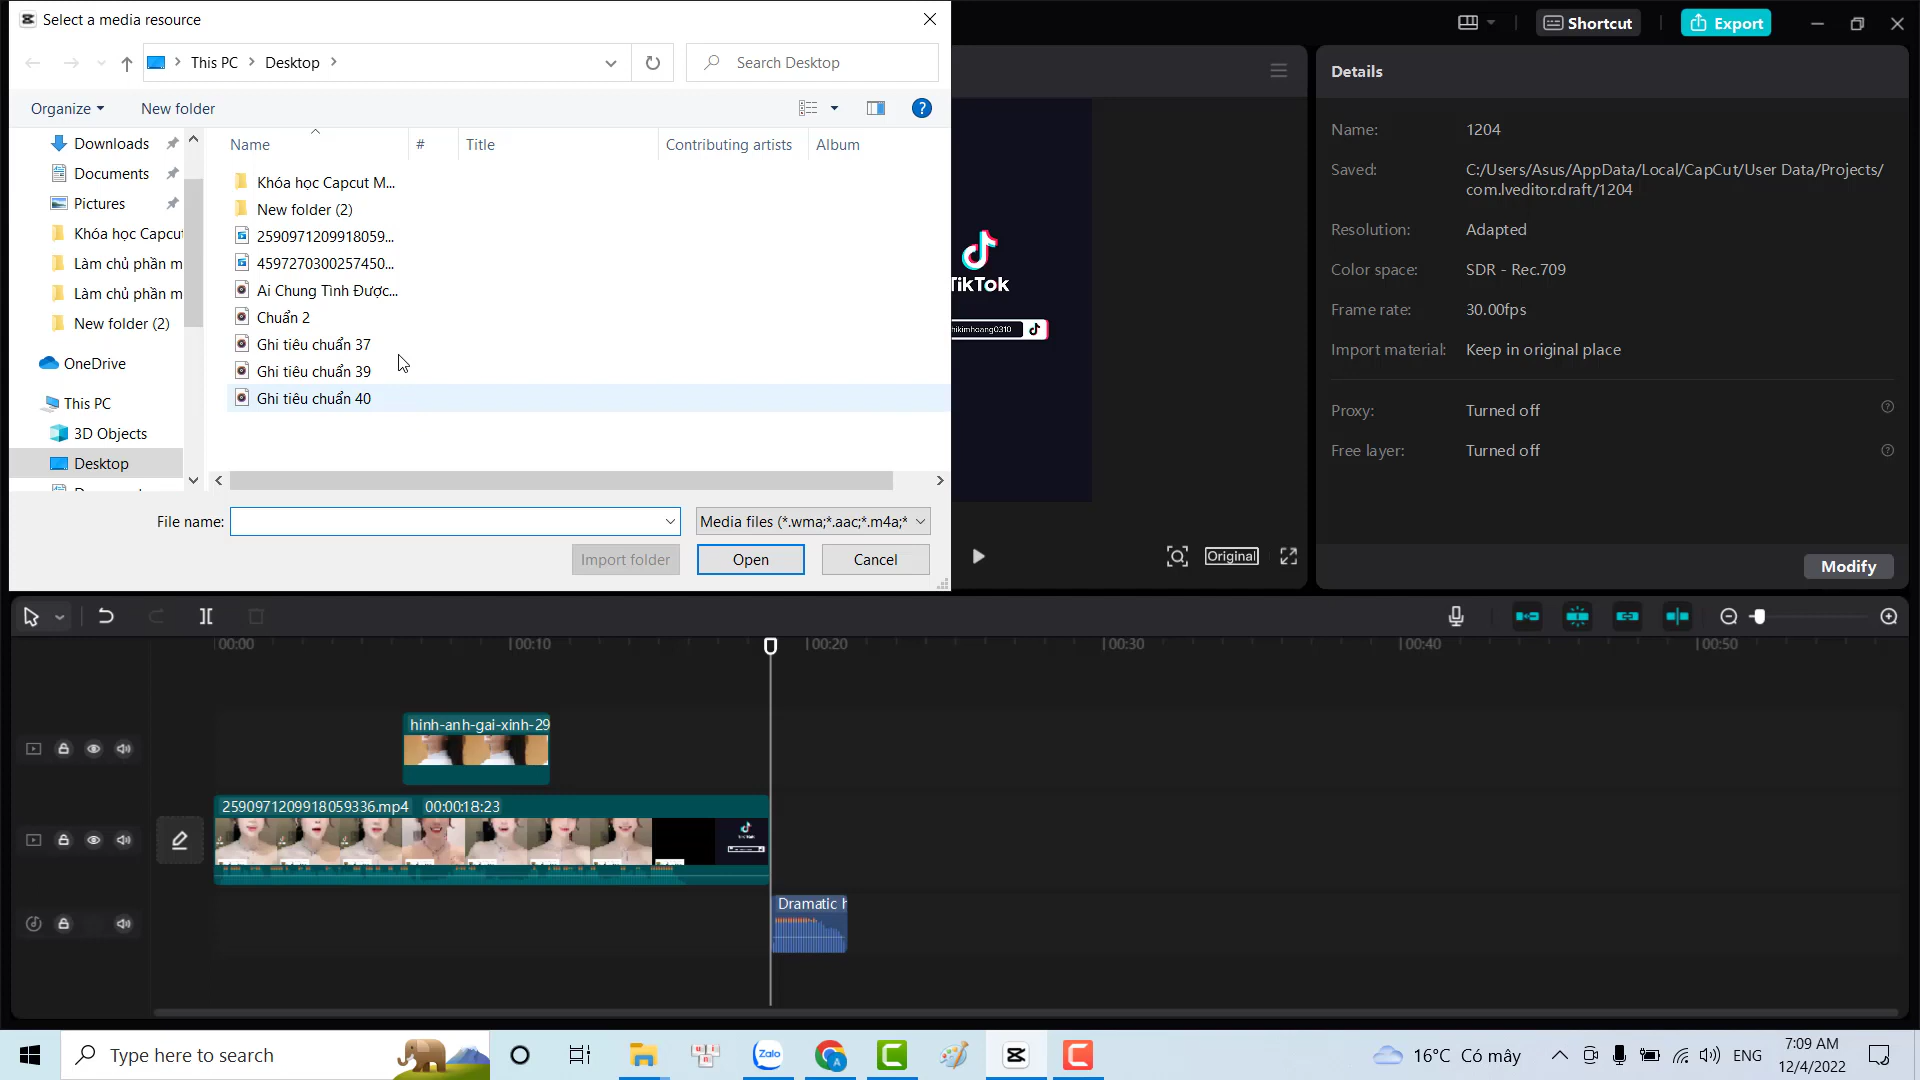 Select a media resource
This PC
Desktop
Search Desktop
Organize
New folder
Name
#
Title
Contributing artists
Album
Downloads
Documents
Pictures
Khóa học Capcut
Làm chủ phần m
Làm chủ phần m
New folder (2)
OneDrive
This PC
3D Objects
Desktop
Khóa học Capcut M...
New folder (2)
2590971209918059...
4597270300257450...
Ai Chung Tình Được...
Chuẩn 2
Ghi tiêu chuẩn 37
Ghi tiêu chuẩn 39
Ghi tiêu chuẩn 40
File name:
Media files (*.wma;*.aac;*.m4a;*
Import folder
Open
Cancel
Shortcut
Export
TikTok
hikimhoang0310
Original
Details
Name: 1204
Saved: C:/Users/Asus/AppData/Local/CapCut/User Data/Projects/
com.lveditor.draft/1204
Resolution: Adapted
Color space: SDR - Rec.709
Frame rate: 30.00fps
Import material: Keep in original place
Proxy: Turned off
Free layer: Turned off
Modify
00:00
00:10
00:20
00:30
00:40
00:50
hinh-anh-gai-xinh-29
2590971209918059336.mp4 00:00:18:23
Dramatic h
Type here to search
Zalo
16°C Có mây
ENG
7:09 AM
12/4/2022